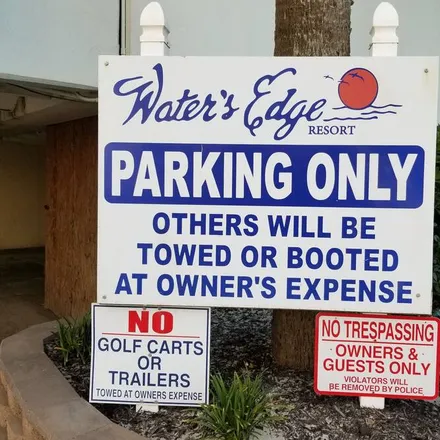 Water's Edge
RESORT
PARKING ONLY
OTHERS WILL BE
TOWED OR BOOTED
AT OWNER'S EXPENSE
NO
GOLF CARTS
OR
TRAILERS
TOWED AT OWNERS EXPENSE
NO TRESPASSING
OWNERS &
GUESTS ONLY
VIOLATORS WILL
BE REMOVED BY POLICE